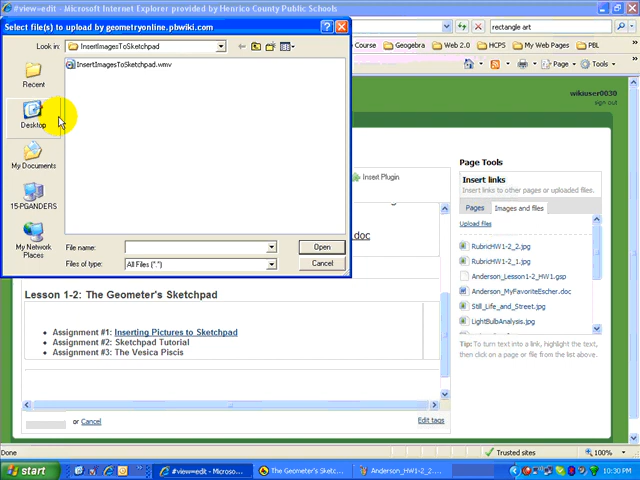 #view=edit - Microsoft Internet Explorer provided by Henrico County Public Schools
Select file(s) to upload by geometryonline.pbwiki.com
rectangle art
Look in:
InsertImagesToSketchpad
Geogebra
Web 2.0
HCPS
My Web Pages
PBL
InsertImagesToSketchpad.wmv
Page
Tools
Recent
Desktop
My Documents
15-PGANDERS
My Network
Places
File name:
Open
Files of type:
All Files (*.*)
Cancel
wikiuser0030
sign out
Insert Plugin
.doc
Page Tools
Insert links
Insert links to other pages or uploaded files.
Pages
Images and files
Upload files
RubricHW1-2_2.jpg
RubricHW1-2_1.jpg
Anderson_Lesson1-2_HW1.gsp
Anderson_MyFavoriteEscher.doc
Still_Life_and_Street.jpg
LightBulbAnalysis.jpg
Tip: To turn text into a link, highlight the text,
then click on a page or file from the list above.
Lesson 1-2: The Geometer's Sketchpad
Assignment #1: Inserting Pictures to Sketchpad
Assignment #2: Sketchpad Tutorial
Assignment #3: The Vesica Piscis
or Cancel
Edit tags
Done
Trusted sites
100%
start
#view=edit - Microso...
The Geometer's Sketc...
Anderson_HW1-2_2....
10:30 PM